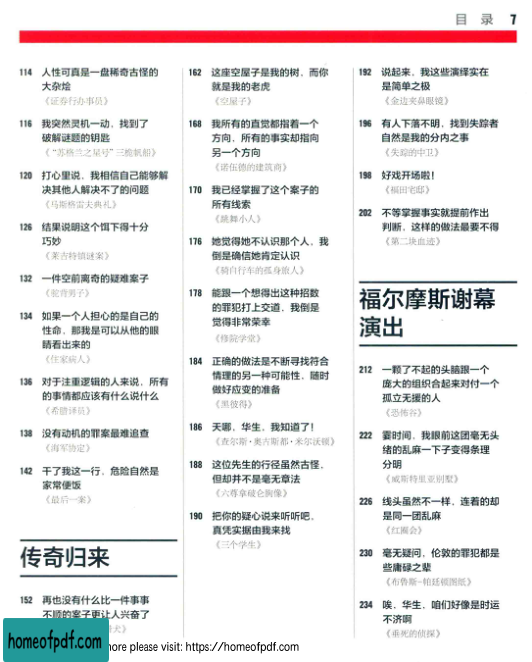 目 录 7
114 人性可真是一盘稀奇古怪的
大杂烩
《证券行办事员》
116 我突然灵机一动，找到了
破解谜题的钥匙
《“苏格兰之星号”三桅帆船》
120 打心里说，我相信自己能够解
决其他人解决不了的问题
《马斯格雷夫典礼》
126 结果说明这个饵下得十分
巧妙
《莱吉特镇谜案》
132 一件空前离奇的疑难案子
《驼背男子》
134 如果一个人担心的是自己的
性命，那我是可以从他的眼
睛看出来的
《住家病人》
136 对于注重逻辑的人来说，所有
的事情都应该有什么说什么
《希腊译员》
138 没有动机的罪案最难追查
《海军协定》
142 干了我这一行，危险自然是
家常便饭
《最后一案》
传奇归来
152 再也没有什么比一件事事
不顺的案子更让人兴奋了
犬》
162 这座空屋子是我的树，而你
就是我的老虎
《空屋子》
168 我所有的直觉都指着一个
方向，所有的事实却指向
另一个方向
《诺伍德的建筑商》
170 我已经掌握了这个案子的
所有线索
《跳舞小人》
176 她觉得她不认识那个人，我
倒是确信她肯定认识
《骑自行车的孤身旅人》
178 能跟一个想得出这种招数
的罪犯打上交道，我倒是
觉得非常荣幸
《修院学堂》
184 正确的做法是不断寻找符合
情理的另一种可能性，随时
做好应变的准备
《黑彼得》
186 天哪，华生，我知道了！
《查尔斯·奥古斯都·米尔沃顿》
188 这位先生的行径虽然古怪，
但却并不是毫无章法
《六尊拿破仑胸像》
190 把你的疑心说来听听吧，
真凭实据由我来找
《三个学生》
192 说起来，我这些演绎实在
是简单之极
《金边夹鼻眼镜》
196 有人下落不明，找到失踪者
自然是我的分内之事
《失踪的中卫》
198 好戏开场啦！
《福田宅邸》
202 不等掌握事实就提前作出
判断，这样的做法最要不得
《第二块血迹》
福尔摩斯谢幕
演出
212 一颗了不起的头脑跟一个
庞大的组织合起来对付一个
孤立无援的人
《恐怖谷》
222 霎时间，我眼前这团毫无头
绪的乱麻一下子变得条理
分明
《威斯特里亚别墅》
226 线头虽然不一样，连着的却
是同一团乱麻
《红圈会》
230 毫无疑问，伦敦的罪犯都是
些庸碌之辈
《布鲁斯-帕廷顿图纸》
234 唉，华生，咱们好像是时运
不济啊
《垂死的侦探》
homeofpdf.com
more please visit: https://homeofpdf.com